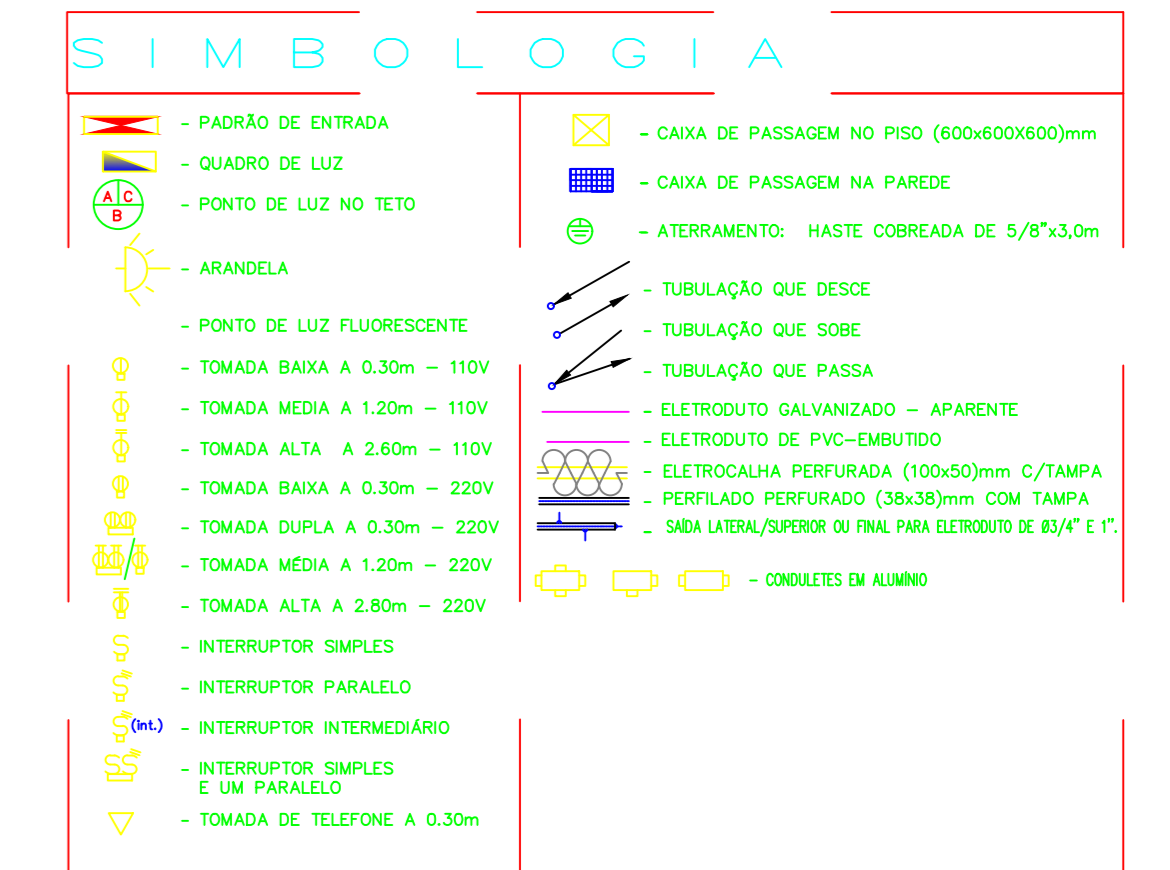 SIMBOLOGIA
- PADRÃO DE ENTRADA
- QUADRO DE LUZ
A C
B
- PONTO DE LUZ NO TETO
- ARANDELA
- PONTO DE LUZ FLUORESCENTE
- TOMADA BAIXA A 0.30m - 110V
- TOMADA MEDIA A 1.20m - 110V
- TOMADA ALTA A 2.60m - 110V
- TOMADA BAIXA A 0.30m - 220V
- TOMADA DUPLA A 0.30m - 220V
- TOMADA MÉDIA A 1.20m - 220V
- TOMADA ALTA A 2.80m - 220V
S - INTERRUPTOR SIMPLES
S - INTERRUPTOR PARALELO
S (int.) - INTERRUPTOR INTERMEDIÁRIO
SS - INTERRUPTOR SIMPLES
E UM PARALELO
- TOMADA DE TELEFONE A 0.30m
- CAIXA DE PASSAGEM NO PISO (600x600X600)mm
- CAIXA DE PASSAGEM NA PAREDE
- ATERRAMENTO: HASTE COBREADA DE 5/8"x3,0m
- TUBULAÇÃO QUE DESCE
- TUBULAÇÃO QUE SOBE
- TUBULAÇÃO QUE PASSA
- ELETRODUTO GALVANIZADO - APARENTE
- ELETRODUTO DE PVC-EMBUTIDO
- ELETROCALHA PERFURADA (100x50)mm C/TAMPA
- PERFILADO PERFURADO (38x38)mm COM TAMPA
- SAÍDA LATERAL/SUPERIOR OU FINAL PARA ELETRODUTO DE Ø3/4" E 1".
- CONDULETES EM ALUMÍNIO